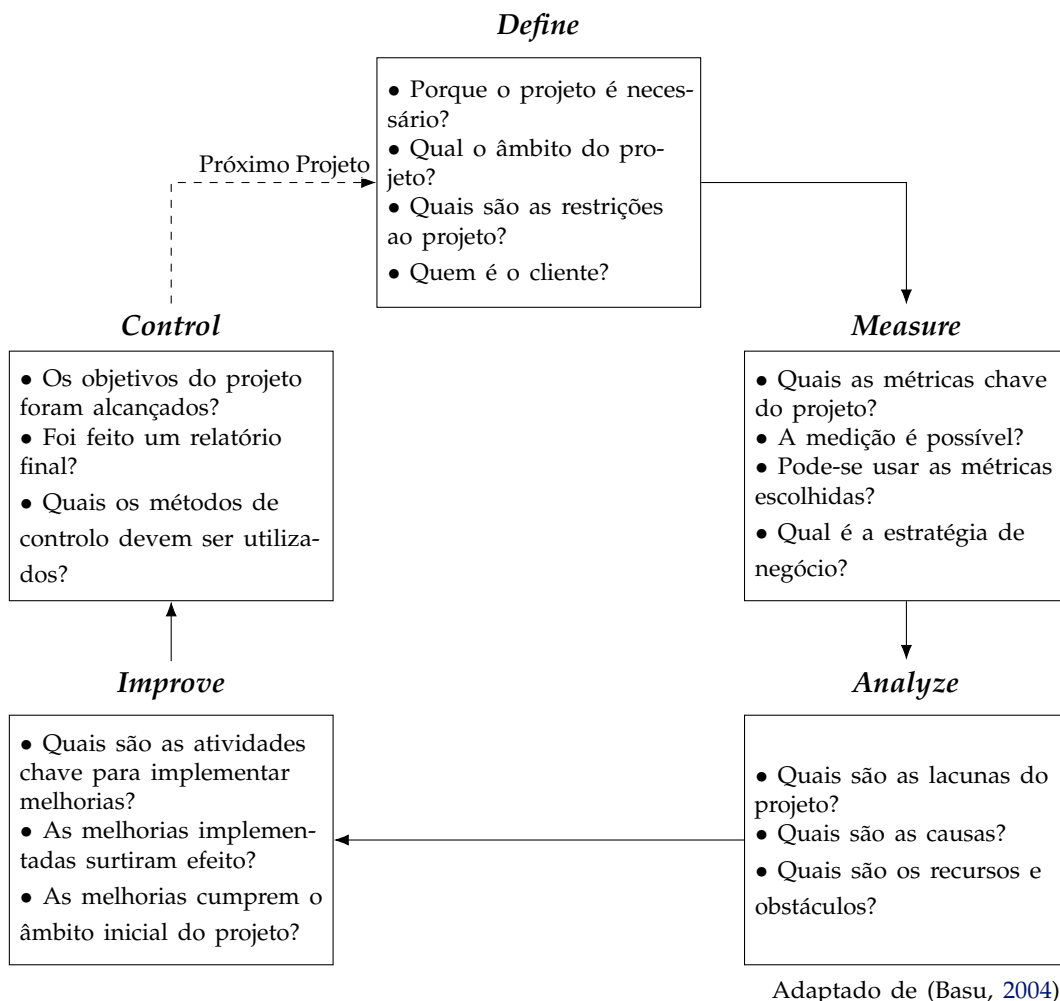 Define
• Porque o projeto é neces-
sário?
• Qual o âmbito do pro-
jeto?
• Quais são as restrições
ao projeto?
• Quem é o cliente?
Próximo Projeto
Measure
• Quais as métricas chave
do projeto?
• A medição é possível?
• Pode-se usar as métricas
escolhidas?
• Qual é a estratégia de
negócio?
Analyze
• Quais são as lacunas do
projeto?
• Quais são as causas?
• Quais são os recursos e
obstáculos?
Improve
• Quais são as atividades
chave para implementar
melhorias?
• As melhorias implemen-
tadas surtiram efeito?
• As melhorias cumprem o
âmbito inicial do projeto?
Control
• Os objetivos do projeto
foram alcançados?
• Foi feito um relatório
final?
• Quais os métodos de
controlo devem ser utiliza-
dos?
Adaptado de (Basu, 2004)